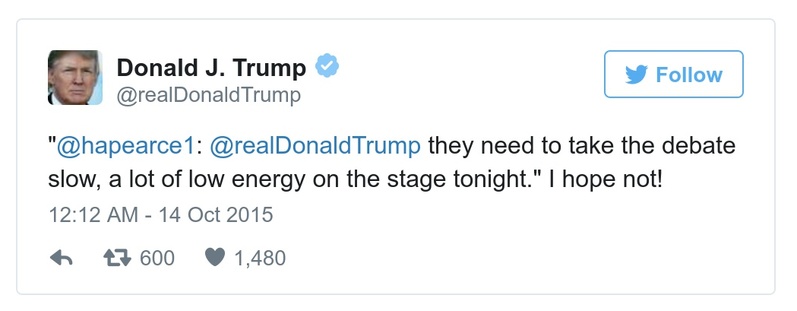 Donald J. Trump
@realDonaldTrump
Follow
"@hapearce1: @realDonaldTrump they need to take the debate
slow, a lot of low energy on the stage tonight." I hope not!
12:12 AM - 14 Oct 2015
600 1,480